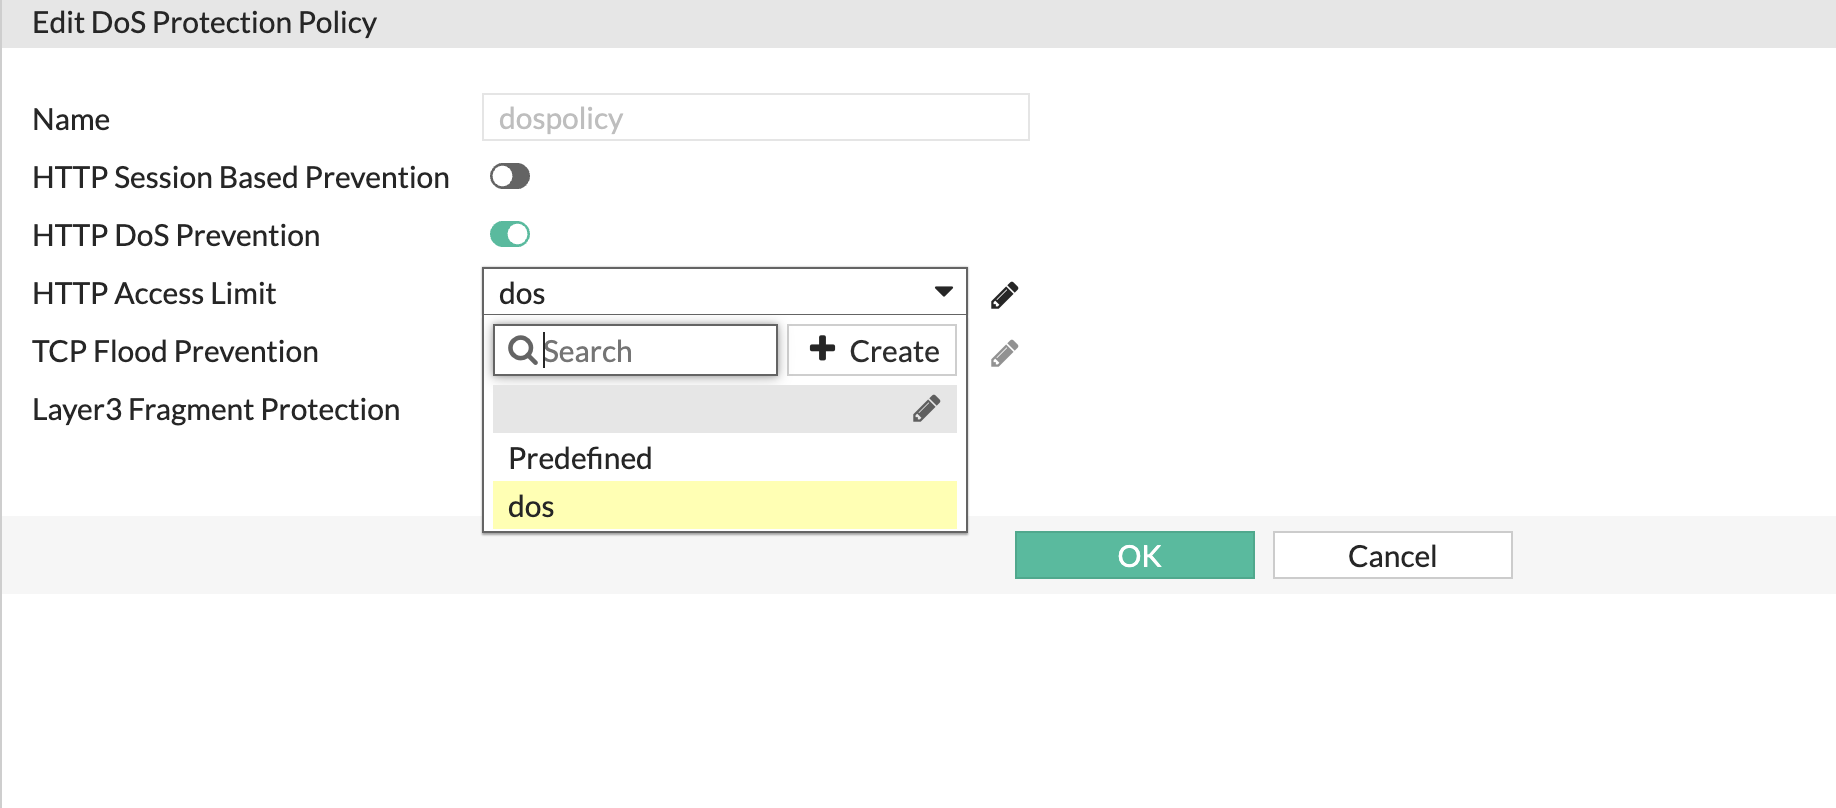 Edit DoS Protection Policy
Name
dospolicy
HTTP Session Based Prevention
HTTP DoS Prevention
HTTP Access Limit
dos
TCP Flood Prevention
Search
Create
Layer3 Fragment Protection
Predefined
dos
OK
Cancel